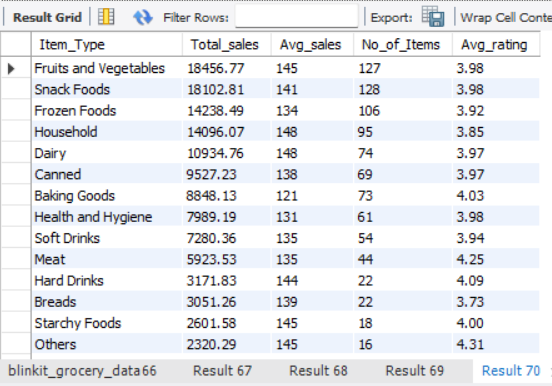 Result Grid Filter Rows: Export: Wrap Cell Conte
Item_Type Total_sales Avg_sales No_of_Items Avg_rating
Fruits and Vegetables 18456.77 145 127 3.98
Snack Foods 18102.81 141 128 3.98
Frozen Foods 14238.49 134 106 3.92
Household 14096.07 148 95 3.85
Dairy 10934.76 148 74 3.97
Canned 9527.23 138 69 3.97
Baking Goods 8848.13 121 73 4.03
Health and Hygiene 7989.19 131 61 3.98
Soft Drinks 7280.36 135 54 3.94
Meat 5923.53 135 44 4.25
Hard Drinks 3171.83 144 22 4.09
Breads 3051.26 139 22 3.73
Starchy Foods 2601.58 145 18 4.00
Others 2320.29 145 16 4.31
blinkit_grocery_data66 Result 67 Result 68 Result 69 Result 70